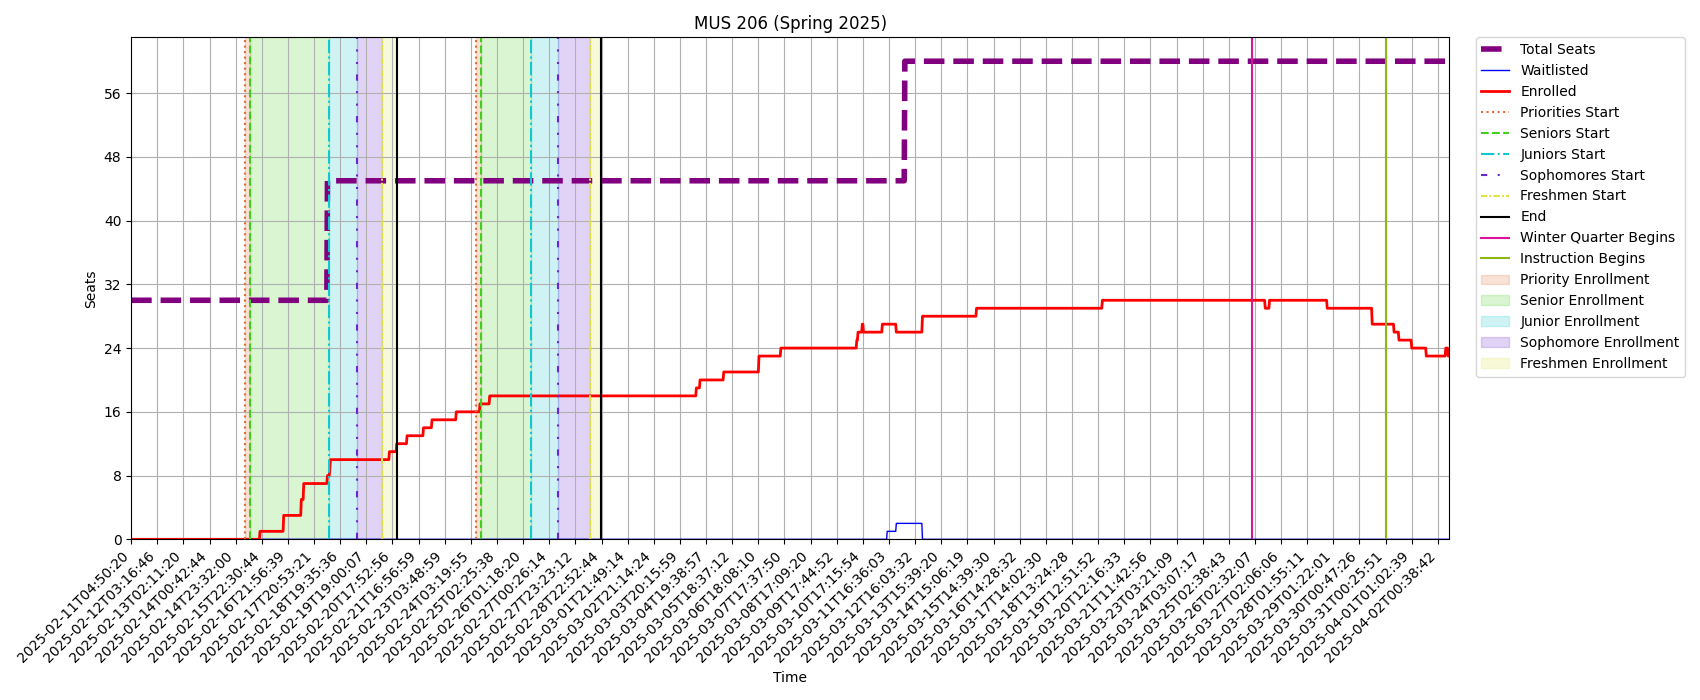 MUS 206 (Spring 2025)
Seats
56
48
40
32
24
16
8
0
2025-02-11T04:50:20
2025-02-12T03:16:46
2025-02-13T02:11:20
2025-02-14T00:42:44
2025-02-14T23:32:00
2025-02-15T22:30:44
2025-02-16T21:56:39
2025-02-17T20:53:21
2025-02-18T19:35:36
2025-02-19T19:00:07
2025-02-20T17:52:56
2025-02-21T16:56:59
2025-02-23T03:48:59
2025-02-24T03:19:55
2025-02-25T02:25:38
2025-02-26T01:18:20
2025-02-27T00:26:14
2025-02-27T23:23:12
2025-02-28T22:52:44
2025-03-01T21:49:14
2025-03-02T21:14:24
2025-03-03T20:15:59
2025-03-04T19:38:57
2025-03-05T18:37:12
2025-03-06T18:08:10
2025-03-07T17:37:50
2025-03-08T17:09:20
2025-03-09T17:44:52
2025-03-10T17:15:54
2025-03-11T16:36:03
2025-03-12T16:03:32
2025-03-13T15:39:20
2025-03-14T15:06:19
2025-03-15T14:39:30
2025-03-16T14:28:32
2025-03-17T14:02:30
2025-03-18T13:24:28
2025-03-19T12:51:52
2025-03-20T12:16:33
2025-03-21T11:42:56
2025-03-23T03:21:09
2025-03-24T03:07:17
2025-03-25T02:38:43
2025-03-26T02:32:07
2025-03-27T02:06:06
2025-03-28T01:55:11
2025-03-29T01:22:01
2025-03-30T00:47:26
2025-03-31T00:25:51
2025-04-01T01:02:39
2025-04-02T00:38:42
Time
Total Seats
Waitlisted
Enrolled
Priorities Start
Seniors Start
Juniors Start
Sophomores Start
Freshmen Start
End
Winter Quarter Begins
Instruction Begins
Priority Enrollment
Senior Enrollment
Junior Enrollment
Sophomore Enrollment
Freshmen Enrollment